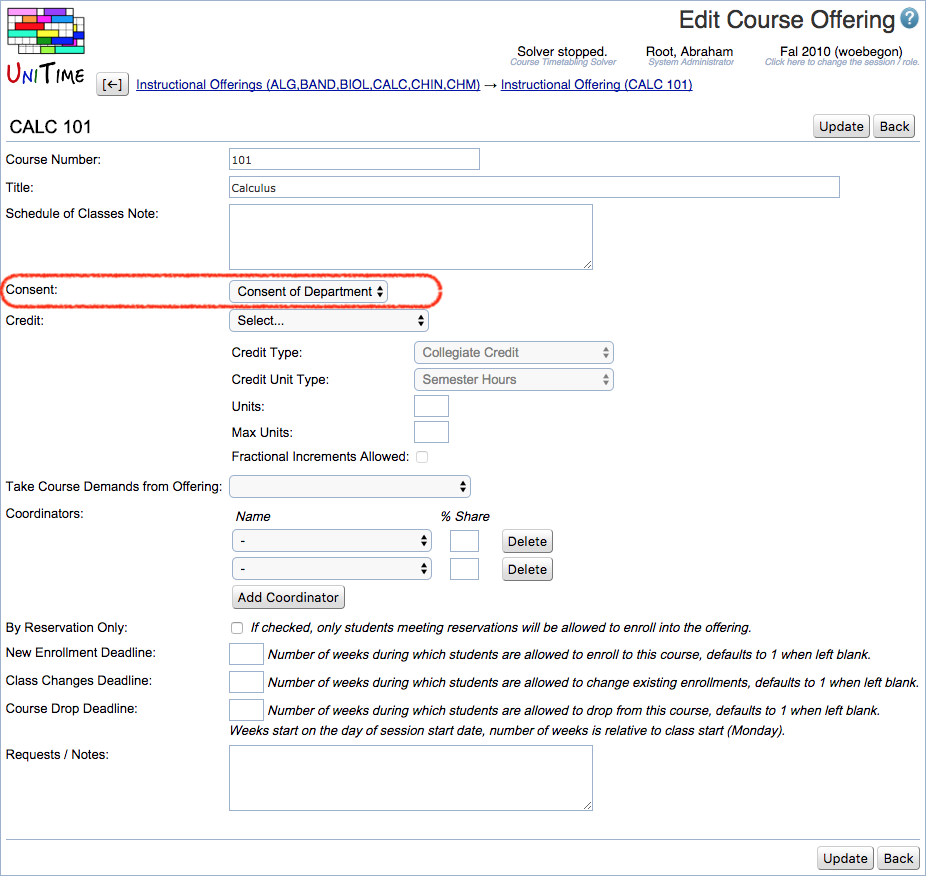 Edit Course Offering ?
UNITIME
Solver stopped. Root, Abraham Fal 2010 (woebegon)
Course Timetabling Solver System Administrator Click here to change the session / role.
[←] Instructional Offerings (ALG,BAND,BIOL,CALC,CHIN,CHM) → Instructional Offering (CALC 101)
CALC 101 Update Back
Course Number: 101
Title: Calculus
Schedule of Classes Note:
Consent: Consent of Department
Credit: Select...
Credit Type: Collegiate Credit
Credit Unit Type: Semester Hours
Units:
Max Units:
Fractional Increments Allowed:
Take Course Demands from Offering:
Coordinators: Name % Share
- Delete
- Delete
Add Coordinator
By Reservation Only: If checked, only students meeting reservations will be allowed to enroll into the offering.
New Enrollment Deadline: Number of weeks during which students are allowed to enroll to this course, defaults to 1 when left blank.
Class Changes Deadline: Number of weeks during which students are allowed to change existing enrollments, defaults to 1 when left blank.
Course Drop Deadline: Number of weeks during which students are allowed to drop from this course, defaults to 1 when left blank.
Weeks start on the day of session start date, number of weeks is relative to class start (Monday).
Requests / Notes:
Update Back